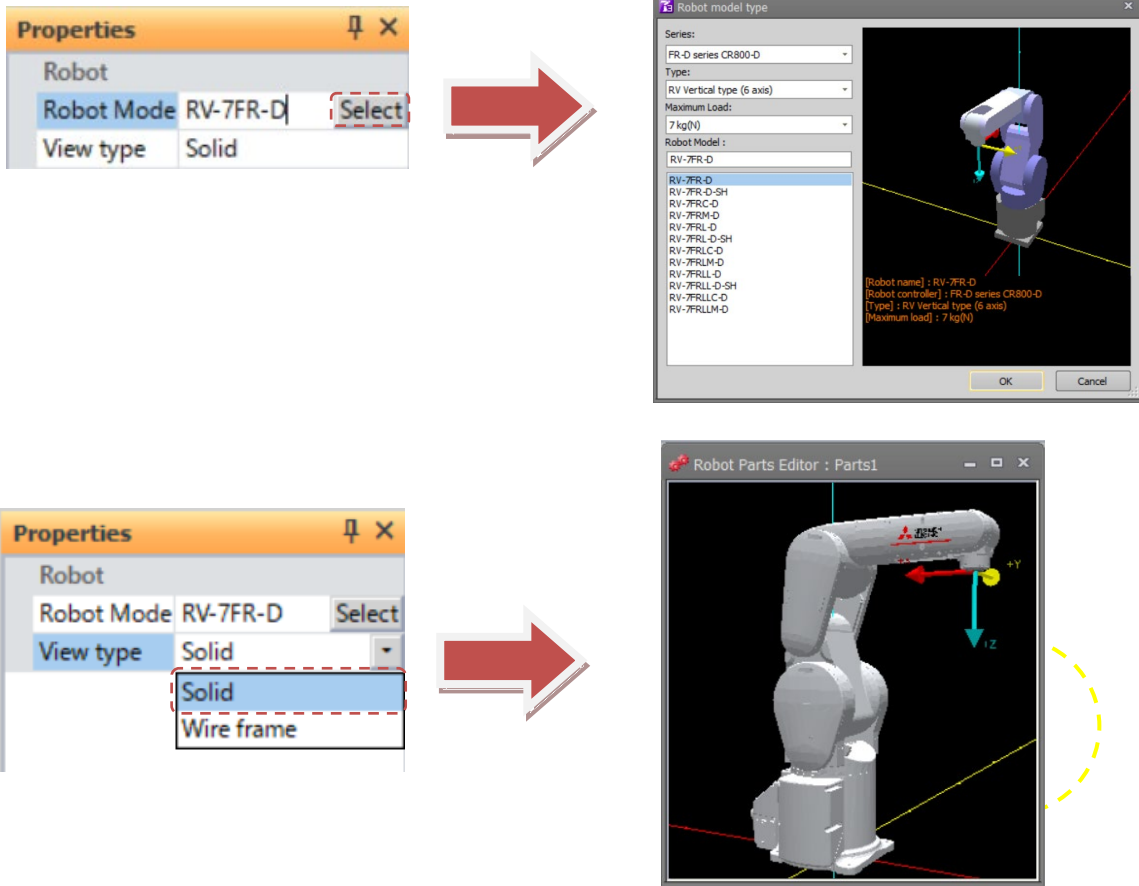 Properties
Robot
Robot Mode RV-7FR-D Select
View type Solid
Robot model type
Series:
FR-D series CR800-D
Type:
RV Vertical type (6 axis)
Maximum Load:
7 kg(N)
Robot Model :
RV-7FR-D
RV-7FR-D
RV-7FR-D-SH
RV-7FRC-D
RV-7FRM-D
RV-7FRL-D
RV-7FRL-D-SH
RV-7FRLC-D
RV-7FRLM-D
RV-7FRLL-D
RV-7FRLL-D-SH
RV-7FRLLC-D
RV-7FRLLM-D
[Robot name] : RV-7FR-D
[Robot controller] : FR-D series CR800-D
[Type] : RV Vertical type (6 axis)
[Maximum load] : 7 kg(N)
OK Cancel
Properties
Robot
Robot Mode RV-7FR-D Select
View type Solid
Solid
Wire frame
Robot Parts Editor : Parts1
+Y
+Z